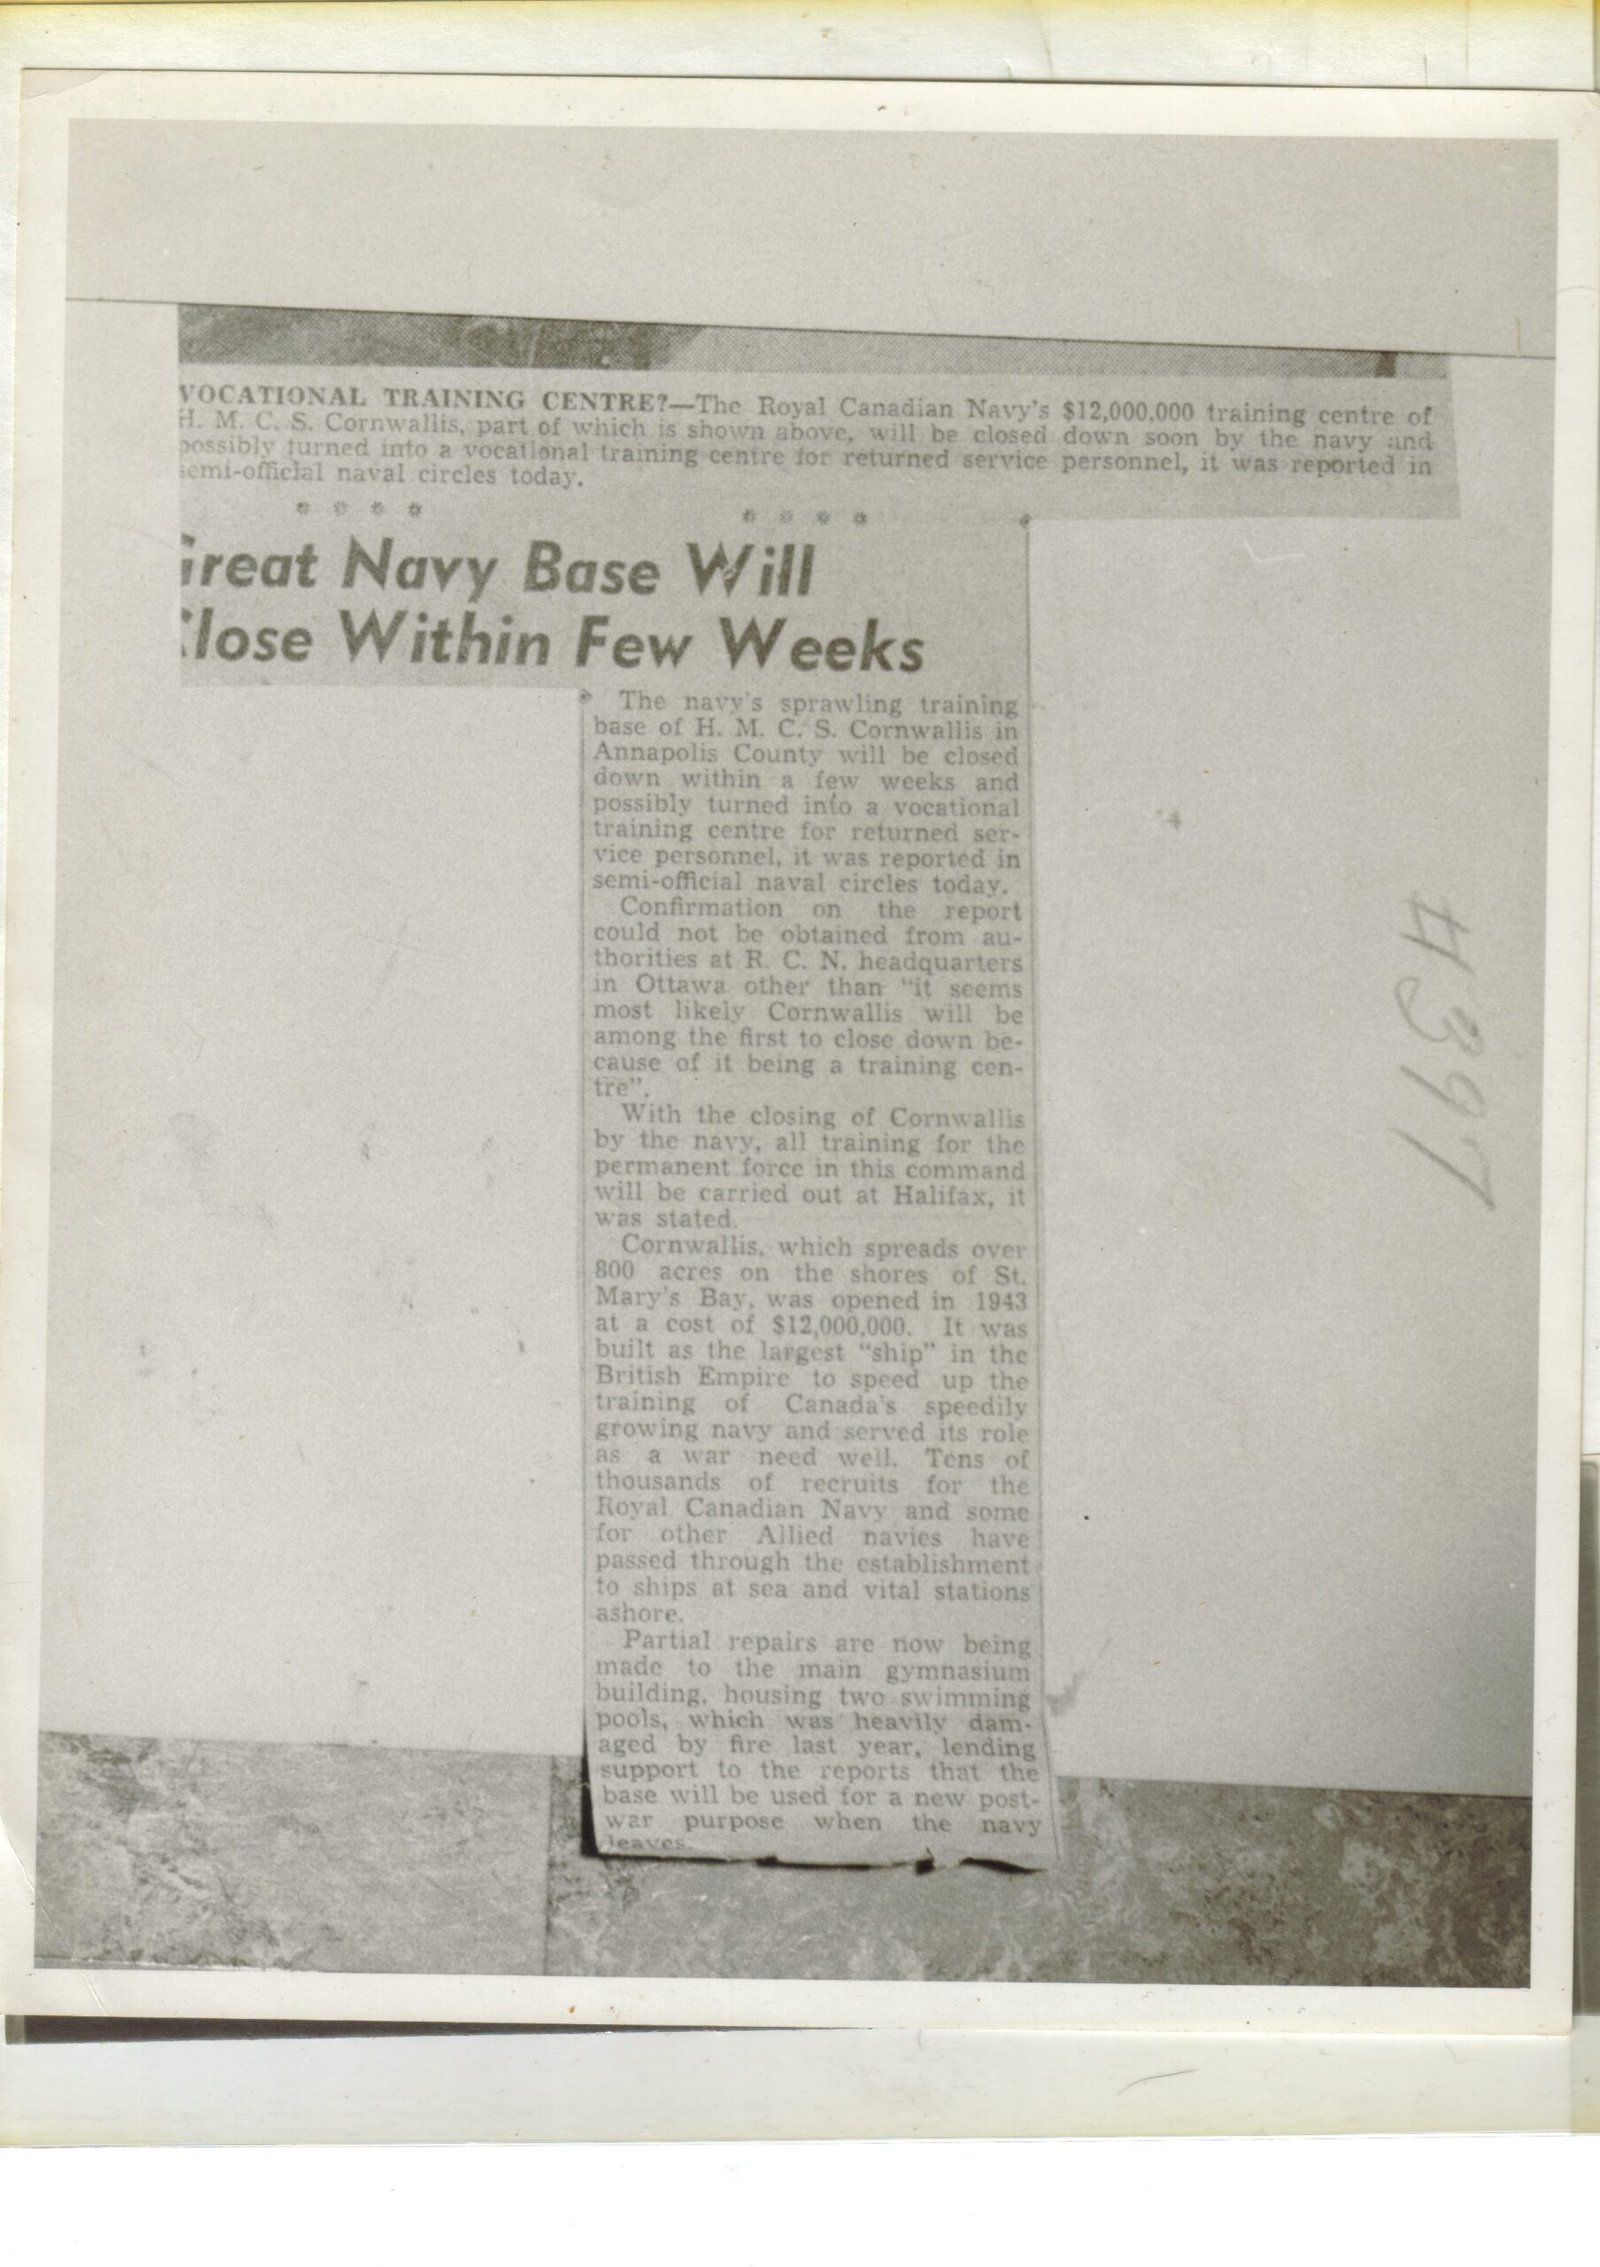 VOCATIONAL TRAINING CENTRE?—The Royal Canadian Navy's $12,000,000 training centre of
H. M. C. S. Cornwallis, part of which is shown above, will be closed down soon by the navy and
possibly turned into a vocational training centre for returned service personnel, it was reported in
semi-official naval circles today.
* * * * * * * *
Great Navy Base Will
Close Within Few Weeks
The navy's sprawling training
base of H. M. C. S. Cornwallis in
Annapolis County will be closed
down within a few weeks and
possibly turned into a vocational
training centre for returned ser-
vice personnel, it was reported in
semi-official naval circles today.
Confirmation on the report
could not be obtained from au-
thorities at R. C. N. headquarters
in Ottawa other than "it seems
most likely Cornwallis will be
among the first to close down be-
cause of it being a training cen-
tre".
With the closing of Cornwallis
by the navy, all training for the
permanent force in this command
will be carried out at Halifax, it
was stated.
Cornwallis, which spreads over
800 acres on the shores of St.
Mary's Bay, was opened in 1943
at a cost of $12,000,000. It was
built as the largest "ship" in the
British Empire to speed up the
training of Canada's speedily
growing navy and served its role
as a war need well. Tens of
thousands of recruits for the
Royal Canadian Navy and some
for other Allied navies have
passed through the establishment
to ships at sea and vital stations
ashore.
Partial repairs are now being
made to the main gymnasium
building, housing two swimming
pools, which was heavily dam-
aged by fire last year, lending
support to the reports that the
base will be used for a new post-
war purpose when the navy
leaves.
4397